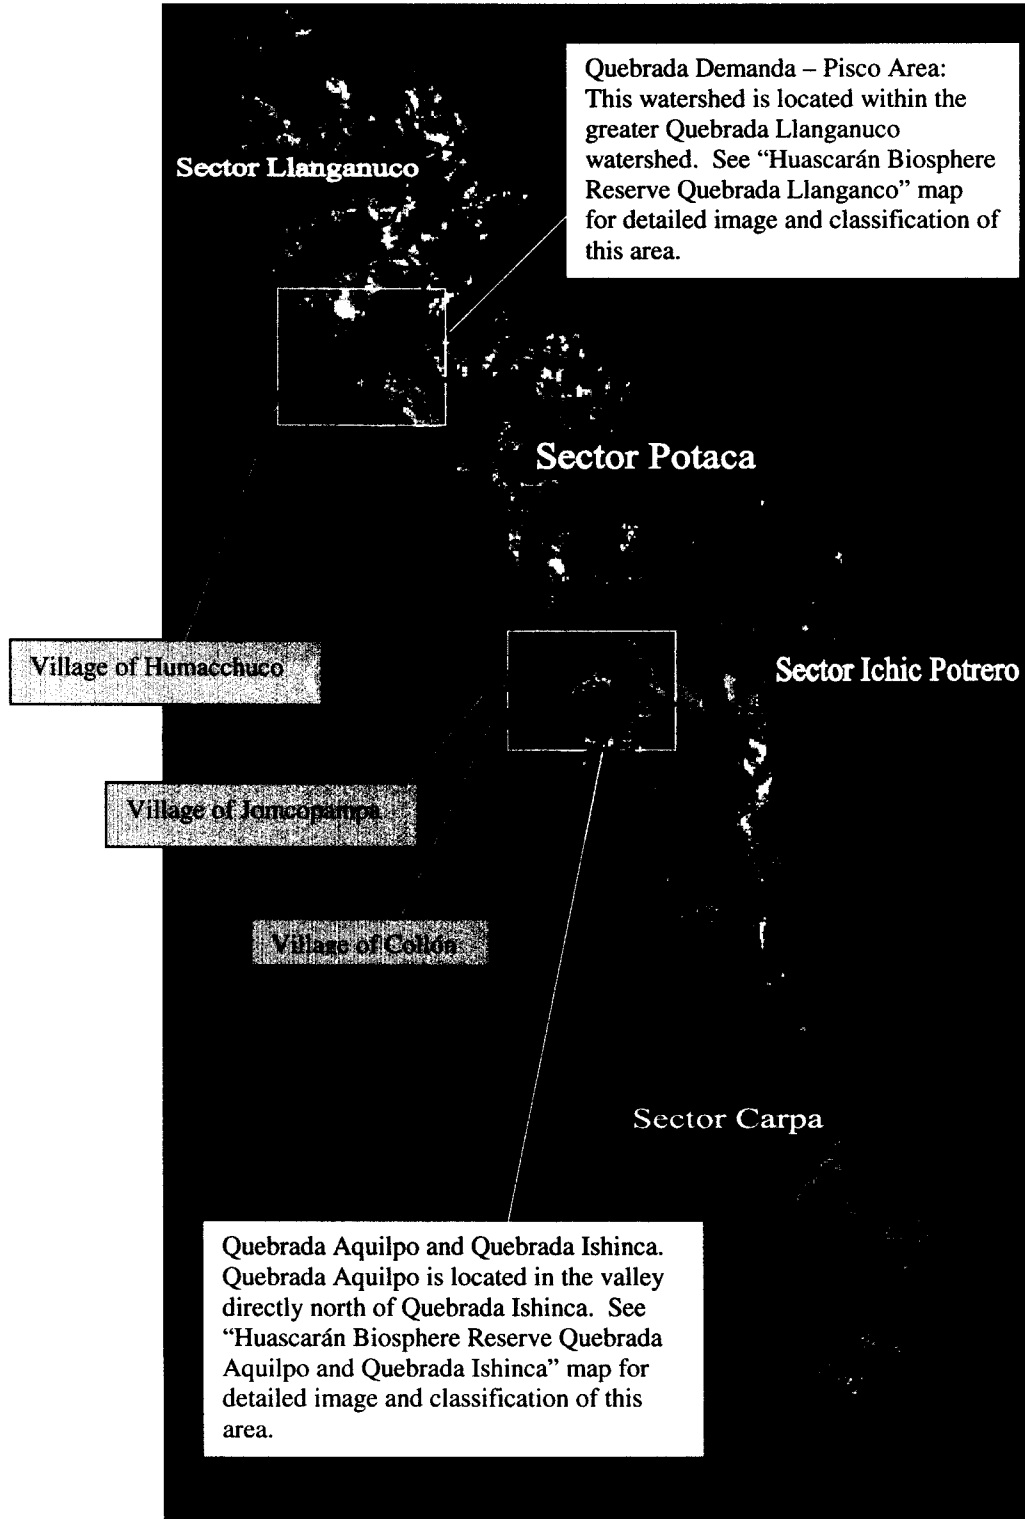 Quebrada Demanda – Pisco Area:
This watershed is located within the
greater Quebrada Llanganuco
watershed.  See “Huascarán Biosphere
Reserve Quebrada Llanganco” map
for detailed image and classification of
this area.
Sector Llanganuco
Sector Potaca
Village of Humacchuco
Sector Ichic Potrero
Village of Jomcopampa
Village of Collón
Sector Carpa
Quebrada Aquilpo and Quebrada Ishinca.
Quebrada Aquilpo is located in the valley
directly north of Quebrada Ishinca.  See
“Huascarán Biosphere Reserve Quebrada
Aquilpo and Quebrada Ishinca” map for
detailed image and classification of this
area.